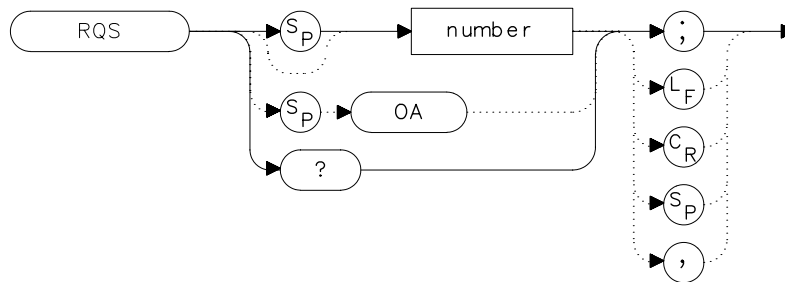 RQS SP number ;
LF
SP OA
CR
?
SP
,